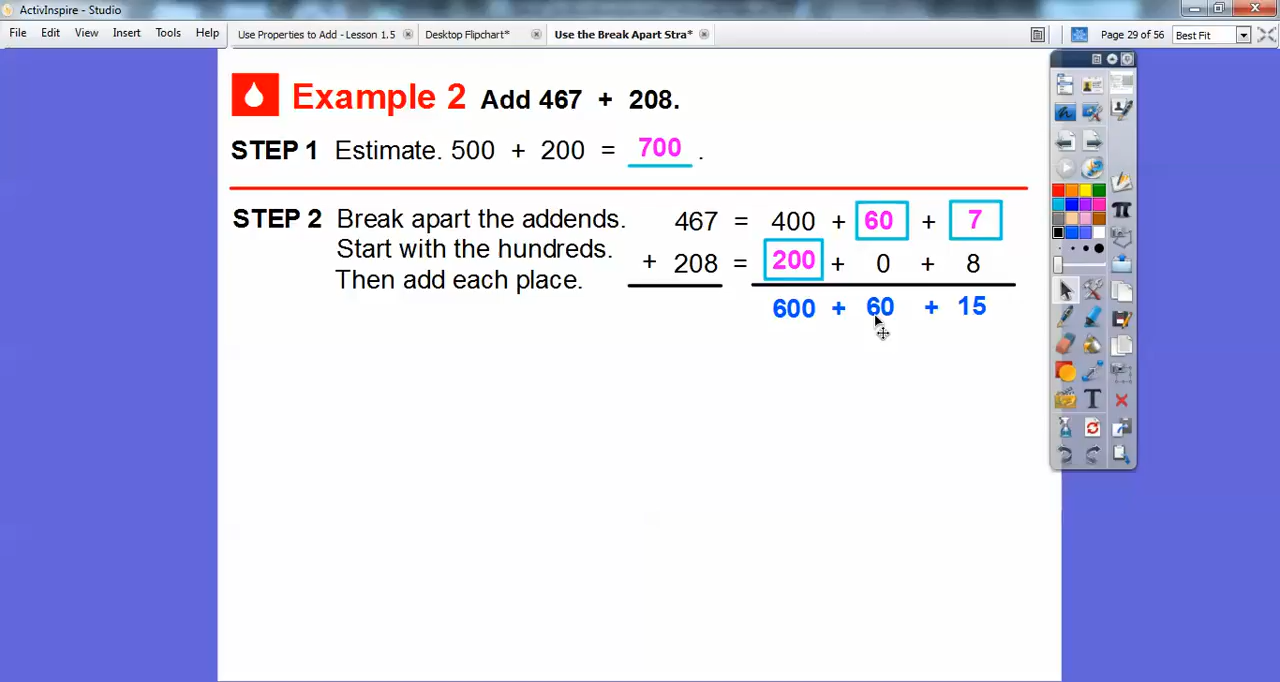 ActivInspire - Studio
File Edit View Insert Tools Help Use Properties to Add - Lesson 1.5 Desktop Flipchart* Use the Break Apart Stra* Page 29 of 56 Best Fit
Example 2 Add 467 + 208.
STEP 1 Estimate. 500 + 200 = 700 .
STEP 2 Break apart the addends. 467 = 400 + 60 + 7
Start with the hundreds. + 208 = 200 + 0 + 8
Then add each place.
600 + 60 + 15